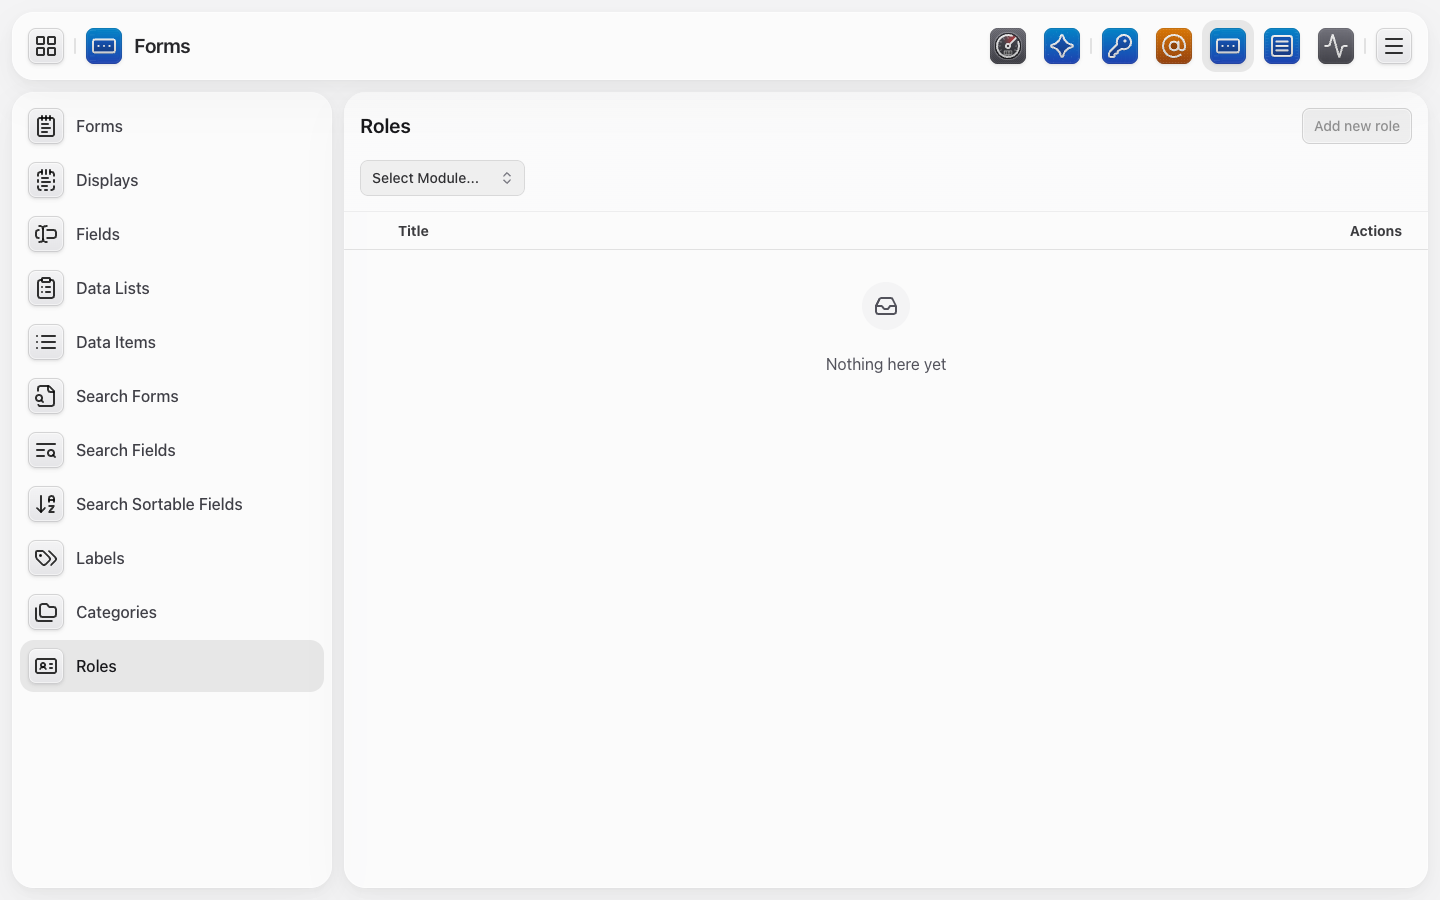 Forms
Forms
Displays
Fields
Data Lists
Data Items
Search Forms
Search Fields
Search Sortable Fields
Labels
Categories
Roles
Roles
Add new role
Select Module...
Title
Actions
Nothing here yet